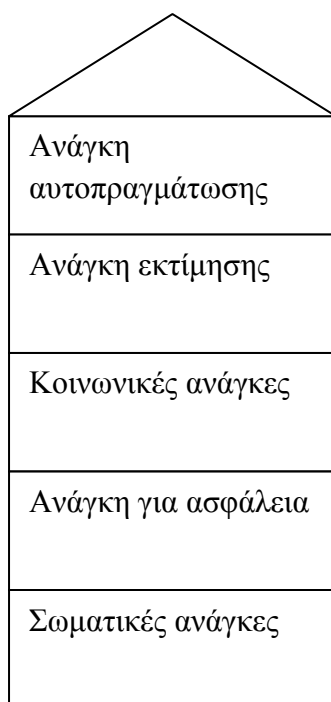 Ανάγκη
αυτοπραγμάτωσης
Ανάγκη εκτίμησης
Κοινωνικές ανάγκες
Ανάγκη για ασφάλεια
Σωματικές ανάγκες